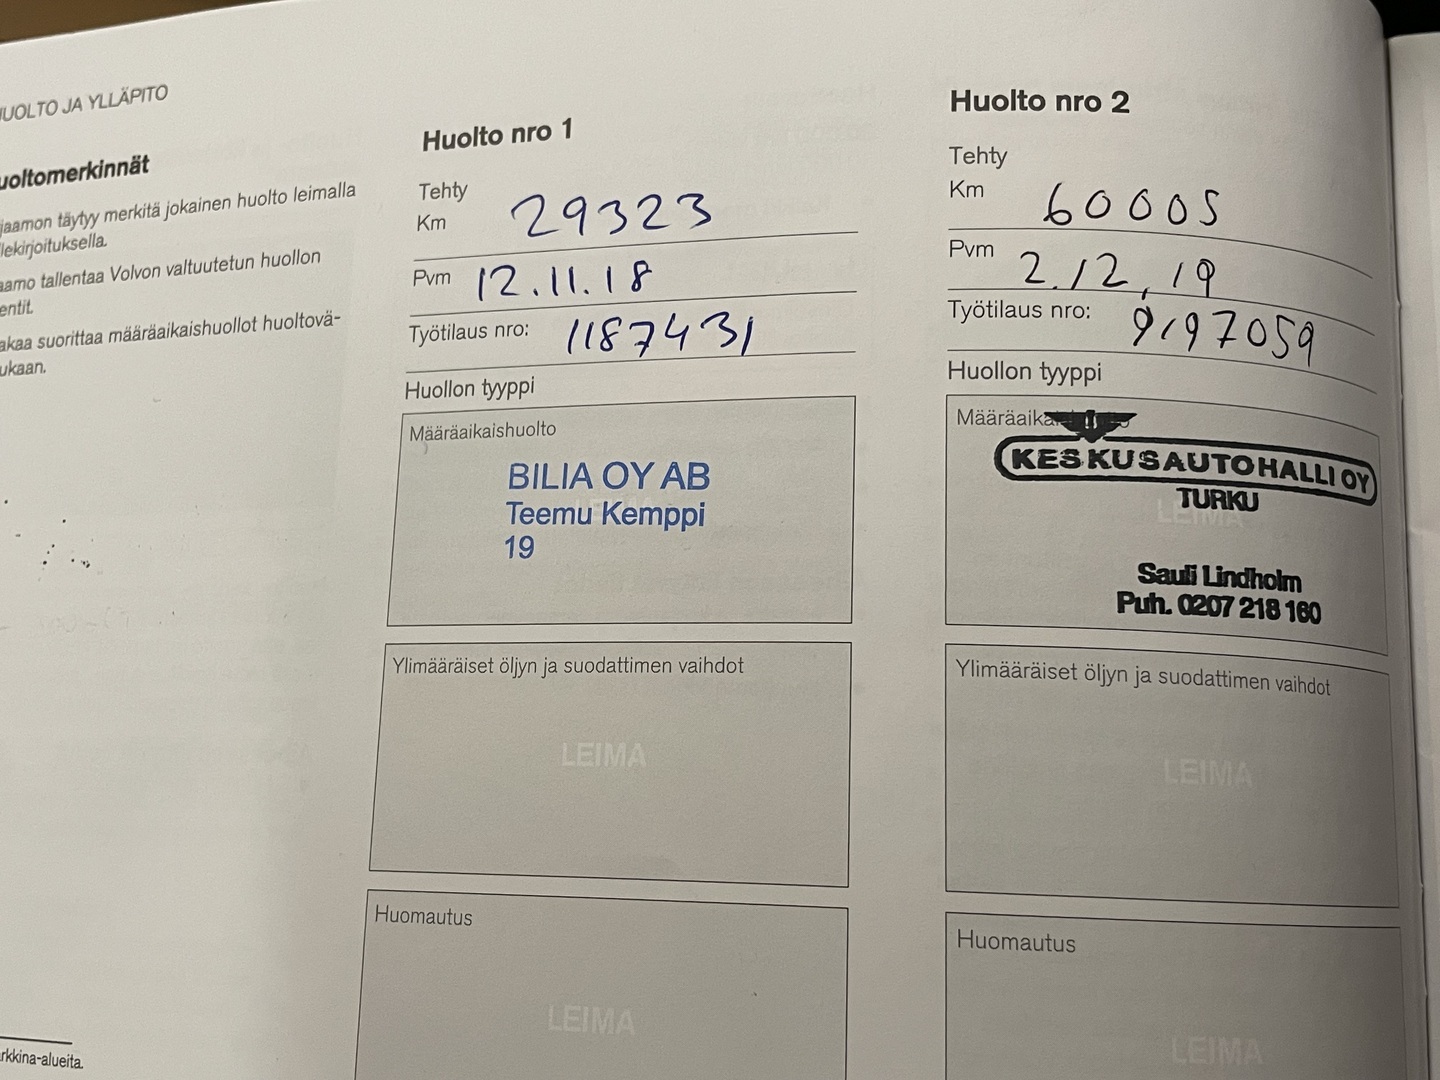 HUOLTO JA YLLÄPITO
uoltomerkinnät
jaamon täytyy merkitä jokainen huolto leimalla
lekirjoituksella.
aamo tallentaa Volvon valtuutetun huollon
entit.
akaa suorittaa määräaikaishuollot huoltovä-
ukaan.
rkkina-alueita.
Huolto nro 1
Tehty
Km 29323
Pvm 12.11.18
Työtilaus nro: 1187431
Huollon tyyppi
Määräaikaishuolto
BILIA OY AB
Teemu Kemppi
19
Ylimääräiset öljyn ja suodattimen vaihdot
LEIMA
Huomautus
LEIMA
Huolto nro 2
Tehty
Km 60005
Pvm 2.12.19
Työtilaus nro: 9197059
Huollon tyyppi
KESKUSAUTOHALLI OY
TURKU
LEIMA
Sauli Lindholm
Puh. 0207 218 160
Ylimääräiset öljyn ja suodattimen vaihdot
LEIMA
Huomautus
LEIMA